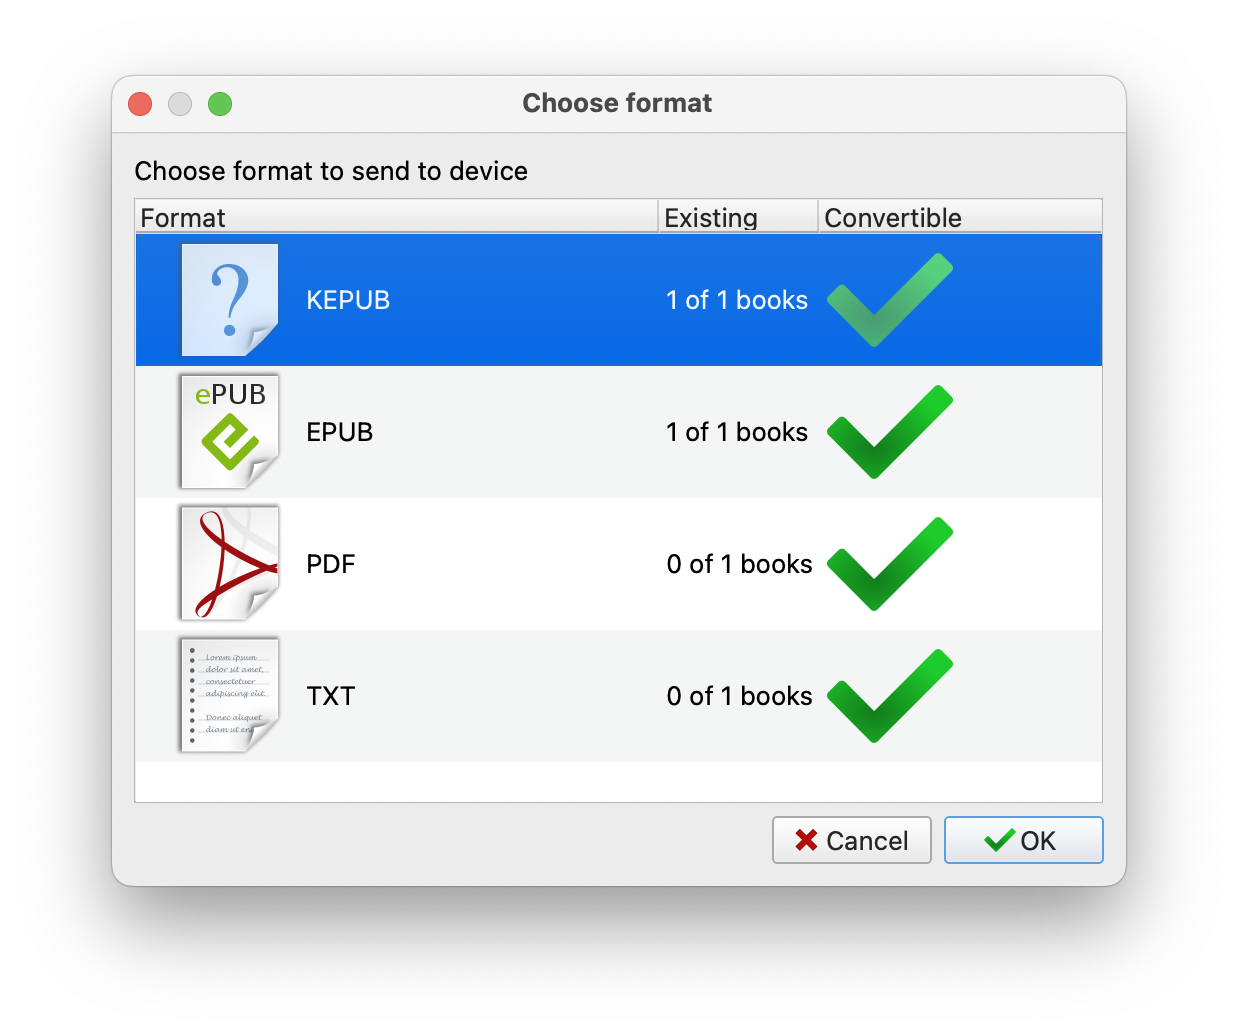 Choose format
Choose format to send to device
Format Existing Convertible
? KEPUB 1 of 1 books
ePUB
EPUB 1 of 1 books
PDF 0 of 1 books
Lorem ipsum
dolor sit amet,
consectetuer
adipiscing elit.
Donec aliquet
diam ut
TXT 0 of 1 books
Cancel OK